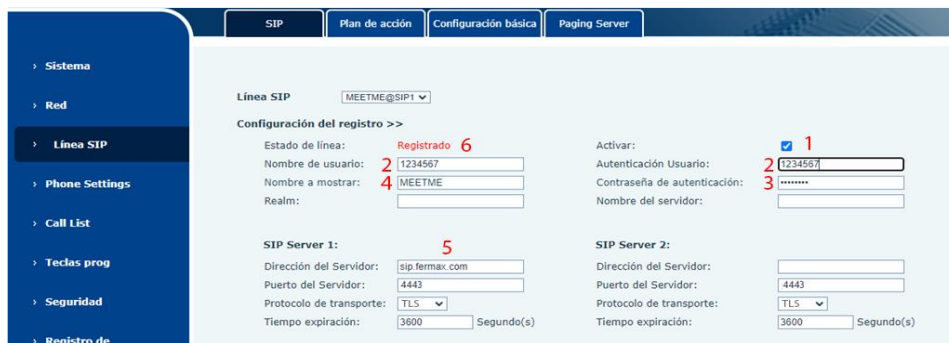 SIP
Plan de acción
Configuración básica
Paging Server
› Sistema
› Red
› Línea SIP
› Phone Settings
› Call List
› Teclas prog
› Seguridad
› Registro de
Línea SIP MEETME@SIP1
Configuración del registro >>
Estado de línea: Registrado 6
Activar: 1
Nombre de usuario: 2 1234567
Autenticación Usuario: 2 1234567
Nombre a mostrar: 4 MEETME
Contraseña de autenticación: 3 ••••••••
Realm:
Nombre del servidor:
SIP Server 1: 5
SIP Server 2:
Dirección del Servidor: sip.fermax.com
Dirección del Servidor:
Puerto del Servidor: 4443
Puerto del Servidor: 4443
Protocolo de transporte: TLS
Protocolo de transporte: TLS
Tiempo expiración: 3600 Segundo(s)
Tiempo expiración: 3600 Segundo(s)